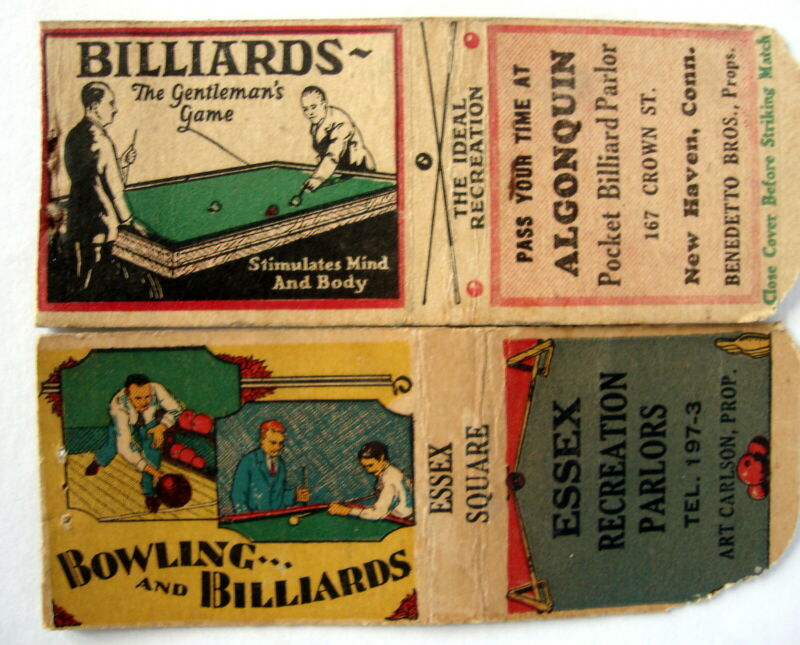 BILLIARDS~
The Gentleman's
Game
Stimulates Mind
And Body
THE IDEAL
RECREATION
PASS YOUR TIME AT
ALGONQUIN
Pocket Billiard Parlor
167 CROWN ST.
New Haven, Conn.
BENEDETTO BROS., Props.
Close Cover Before Striking Match
BOWLING...
AND BILLIARDS
ESSEX
SQUARE
ESSEX
RECREATION
PARLORS
TEL. 197-3
ART CARLSON, PROP.